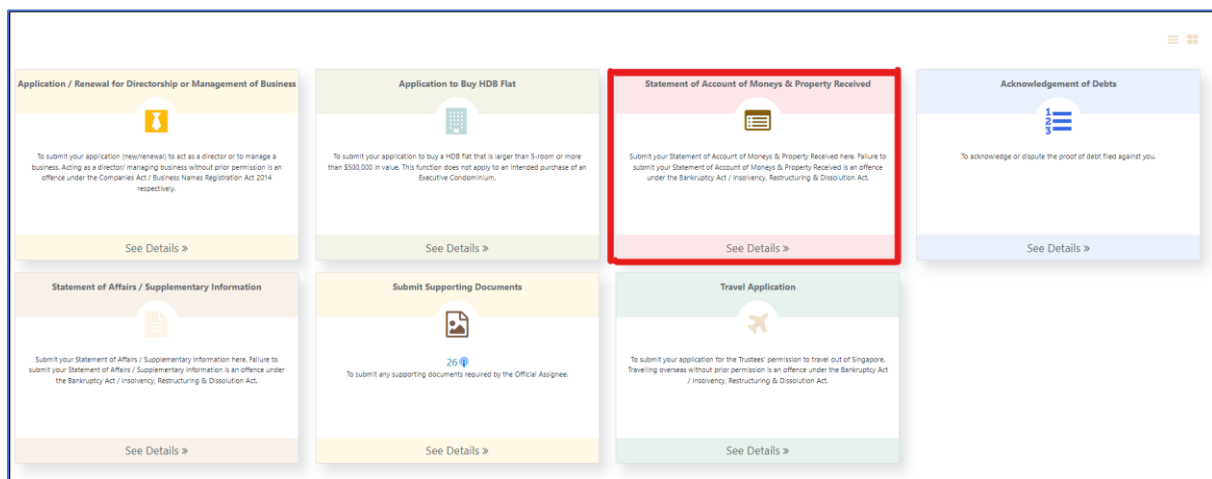 Application / Renewal for Directorship or Management of Business
To submit your application (new/renewal) to act as a director or to manage a
business. Acting as a director/ managing business without prior permission is an
offence under the Companies Act / Business Names Registration Act 2014
respectively.
See Details »
Application to Buy HDB Flat
To submit your application to buy a HDB flat that is larger than 5-room or more
than $500,000 in value. This function does not apply to an intended purchase of an
Executive Condominium.
See Details »
Statement of Account of Moneys & Property Received
Submit your Statement of Account of Moneys & Property Received here. Failure to
submit your Statement of Account of Moneys & Property Received is an offence
under the Bankruptcy Act / Insolvency, Restructuring & Dissolution Act.
See Details »
Acknowledgement of Debts
1
2
3
To acknowledge or dispute the proof of debt filed against you.
See Details »
Statement of Affairs / Supplementary Information
Submit your Statement of Affairs / Supplementary Information here. Failure to
submit your Statement of Affairs / Supplementary Information is an offence under
the Bankruptcy Act / Insolvency, Restructuring & Dissolution Act.
See Details »
Submit Supporting Documents
26
To submit any supporting documents required by the Official Assignee.
See Details »
Travel Application
To submit your application for the Trustees' permission to travel out of Singapore.
Travelling overseas without prior permission is an offence under the Bankruptcy Act
/ Insolvency, Restructuring & Dissolution Act.
See Details »